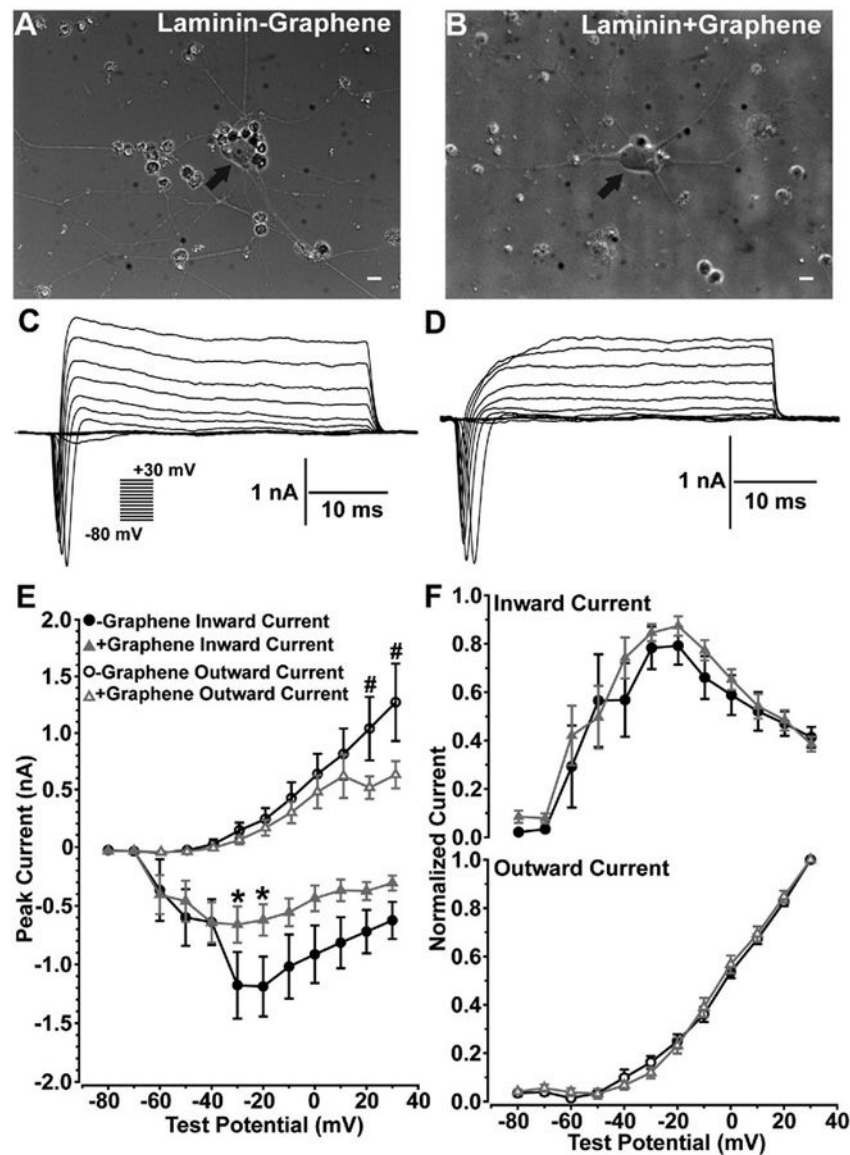 A Laminin-Graphene
B Laminin+Graphene
C
+30 mV
-80 mV
1 nA
10 ms
D
1 nA
10 ms
E
-Graphene Inward Current
+Graphene Inward Current
-Graphene Outward Current
+Graphene Outward Current
# #
* *
2.0
1.5
1.0
0.5
0
-0.5
-1.0
-1.5
-2.0
Peak Current (nA)
-80 -60 -40 -20 0 20 40
Test Potential (mV)
F
Inward Current
1.0
0.8
0.6
0.4
0.2
0.0
Outward Current
1.0
0.8
0.6
0.4
0.2
0.0
Normalized Current
-80 -60 -40 -20 0 20 40
Test Potential (mV)